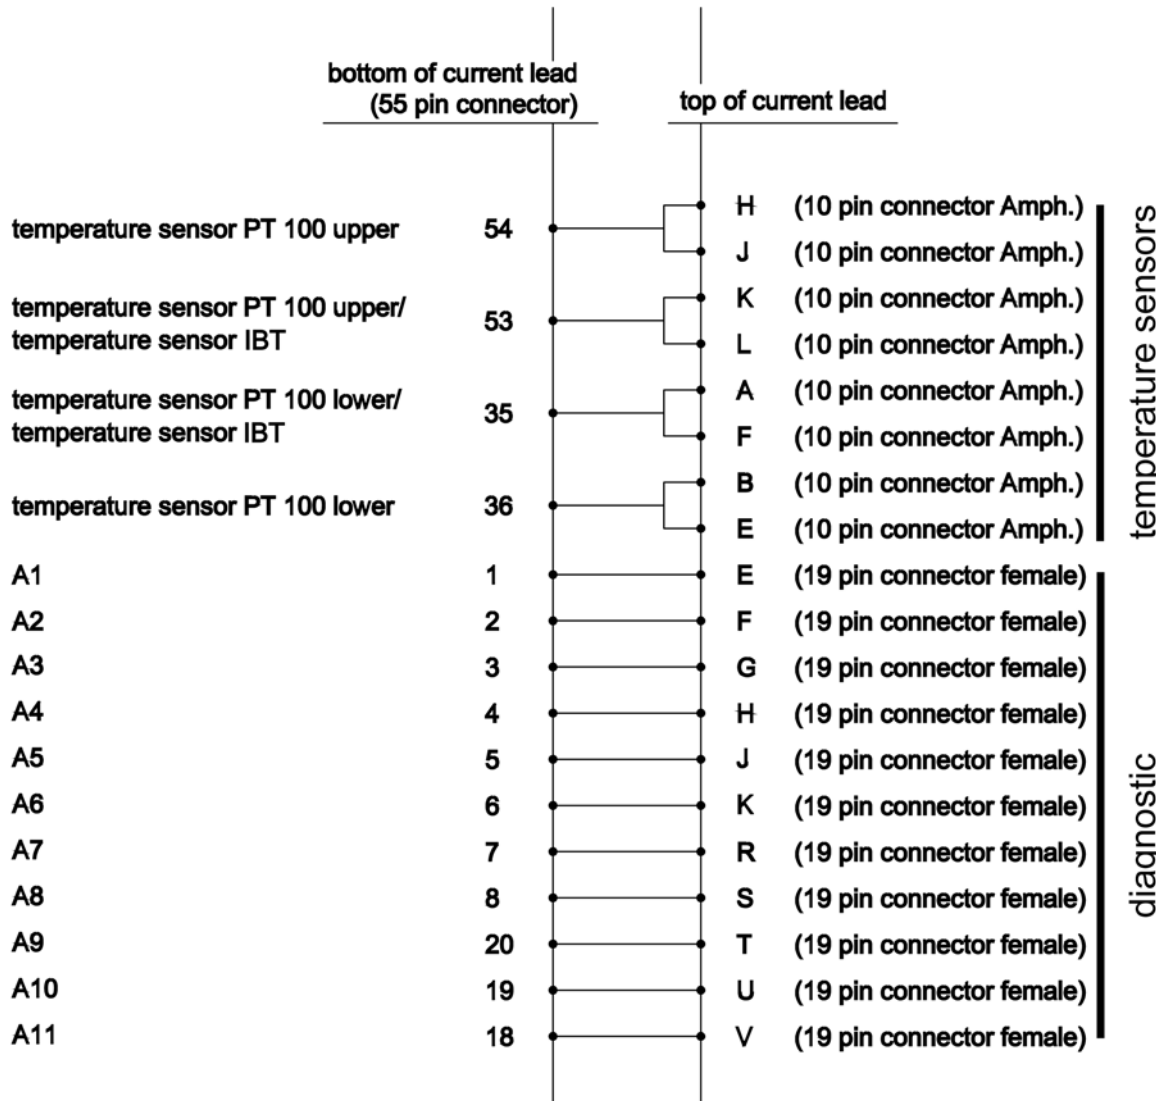 bottom of current lead
(55 pin connector)
top of current lead
temperature sensor PT 100 upper 54 H (10 pin connector Amph.)
J (10 pin connector Amph.)
temperature sensor PT 100 upper/
temperature sensor IBT 53 K (10 pin connector Amph.)
L (10 pin connector Amph.)
temperature sensor PT 100 lower/
temperature sensor IBT 35 A (10 pin connector Amph.)
F (10 pin connector Amph.)
temperature sensor PT 100 lower 36 B (10 pin connector Amph.)
E (10 pin connector Amph.)
temperature sensors
A1 1 E (19 pin connector female)
A2 2 F (19 pin connector female)
A3 3 G (19 pin connector female)
A4 4 H (19 pin connector female)
A5 5 J (19 pin connector female)
A6 6 K (19 pin connector female)
A7 7 R (19 pin connector female)
A8 8 S (19 pin connector female)
A9 20 T (19 pin connector female)
A10 19 U (19 pin connector female)
A11 18 V (19 pin connector female)
diagnostic